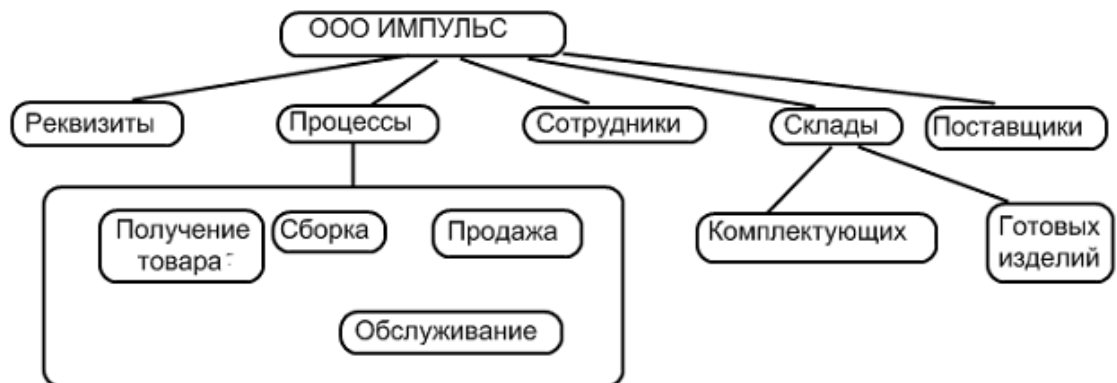 ООО ИМПУЛЬС
Реквизиты
Процессы
Сотрудники
Склады
Поставщики
Получение
товара
Сборка
Продажа
Обслуживание
Комплектующих
Готовых
изделий